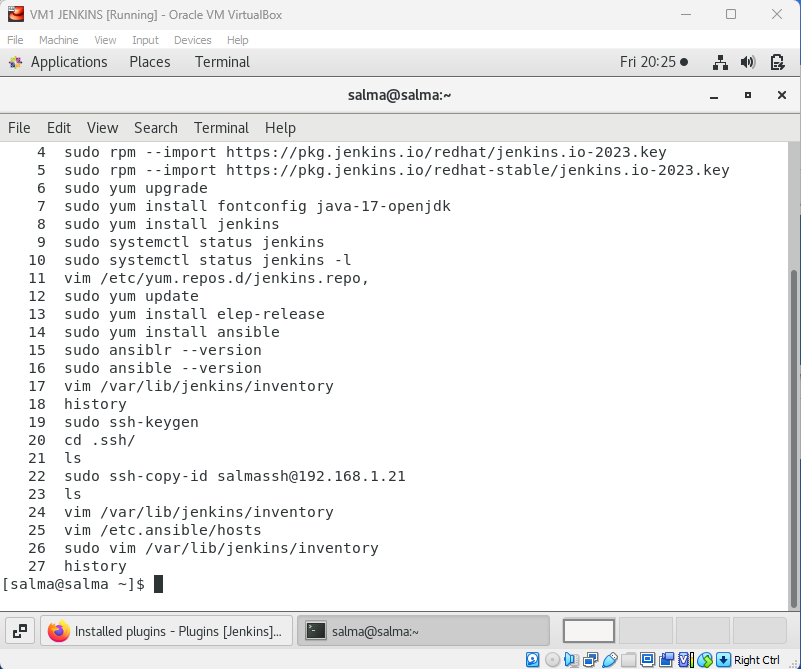 VM1 JENKINS [Running] - Oracle VM VirtualBox
File Machine View Input Devices Help
Applications Places Terminal Fri 20:25
salma@salma:~
File Edit View Search Terminal Help
4 sudo rpm --import https://pkg.jenkins.io/redhat/jenkins.io-2023.key
5 sudo rpm --import https://pkg.jenkins.io/redhat-stable/jenkins.io-2023.key
6 sudo yum upgrade
7 sudo yum install fontconfig java-17-openjdk
8 sudo yum install jenkins
9 sudo systemctl status jenkins
10 sudo systemctl status jenkins -l
11 vim /etc/yum.repos.d/jenkins.repo,
12 sudo yum update
13 sudo yum install elep-release
14 sudo yum install ansible
15 sudo ansiblr --version
16 sudo ansible --version
17 vim /var/lib/jenkins/inventory
18 history
19 sudo ssh-keygen
20 cd .ssh/
21 ls
22 sudo ssh-copy-id salmassh@192.168.1.21
23 ls
24 vim /var/lib/jenkins/inventory
25 vim /etc.ansible/hosts
26 sudo vim /var/lib/jenkins/inventory
27 history
[salma@salma ~]$
Installed plugins - Plugins [Jenkins]... salma@salma:~
Right Ctrl